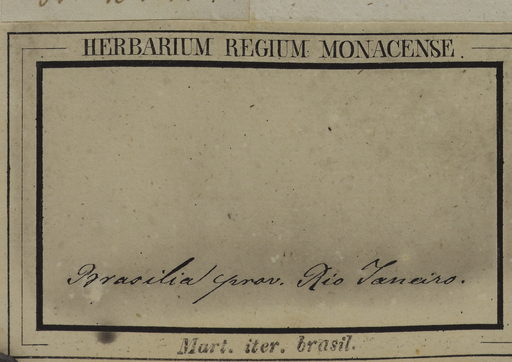 HERBARIUM REGIUM MONACENSE.
Brasilia prov. Rio Janeiro.
Mart. iter. brasil.